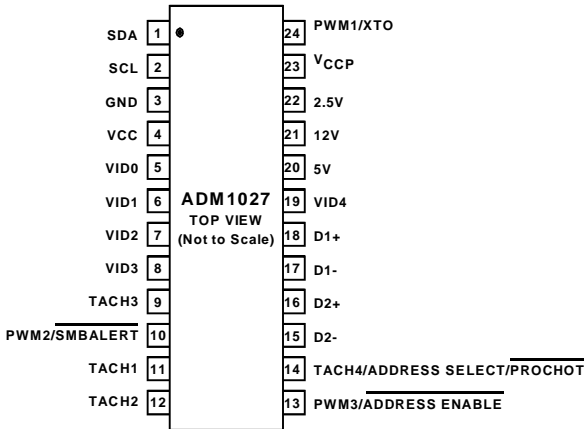 SDA 1 24 PWM1/XTO
SCL 2 23 VCCP
GND 3 22 2.5V
VCC 4 21 12V
VID0 5 20 5V
VID1 6 ADM1027 19 VID4
TOP VIEW
VID2 7 (Not to Scale) 18 D1+
VID3 8 17 D1-
TACH3 9 16 D2+
PWM2/SMBALERT 10 15 D2-
TACH1 11 14 TACH4/ADDRESS SELECT/PROCHOT
TACH2 12 13 PWM3/ADDRESS ENABLE